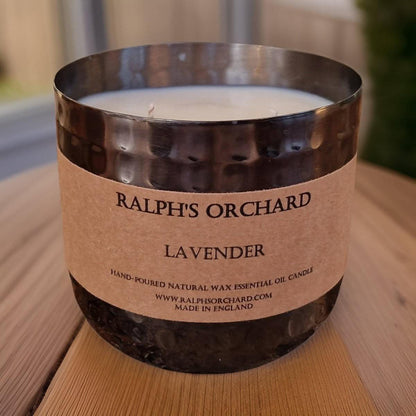 RALPH'S ORCHARD
LAVENDER
HAND-POURED NATURAL WAX ESSENTIAL OIL CANDLE
WWW.RALPHSORCHARD.COM
MADE IN ENGLAND